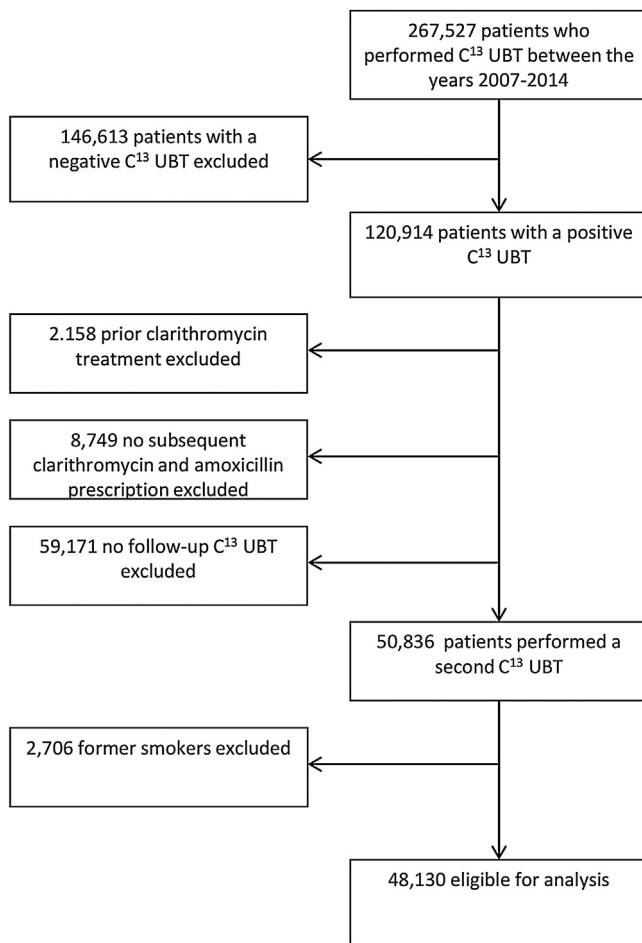 267,527 patients who
performed C¹³ UBT between the
years 2007-2014
146,613 patients with a
negative C¹³ UBT excluded
120,914 patients with a positive
C¹³ UBT
2.158 prior clarithromycin
treatment excluded
8,749 no subsequent
clarithromycin and amoxicillin
prescription excluded
59,171 no follow-up C¹³ UBT
excluded
50,836 patients performed a
second C¹³ UBT
2,706 former smokers excluded
48,130 eligible for analysis